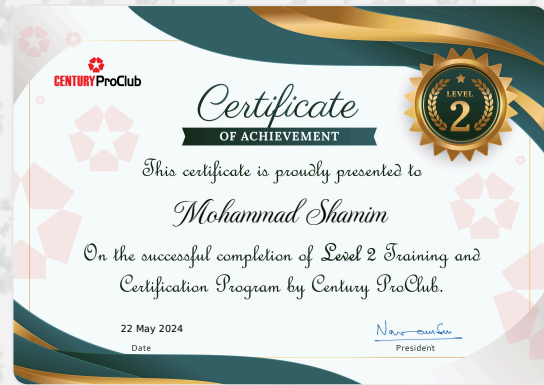 CENTURY ProClub
LEVEL
2
Certificate
OF ACHIEVEMENT
This certificate is proudly presented to
Mohammad Shamim
On the successful completion of Level 2 Training and
Certification Program by Century ProClub.
22 May 2024
Date
President